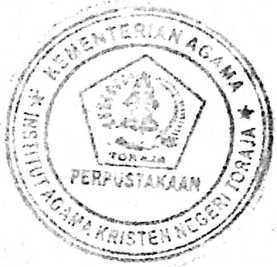 KEMENTERIAN AGAMA
TORAJA
PERPUSTAKAAN
INSTITUT AGAMA KRISTEN NEGERI TORAJA